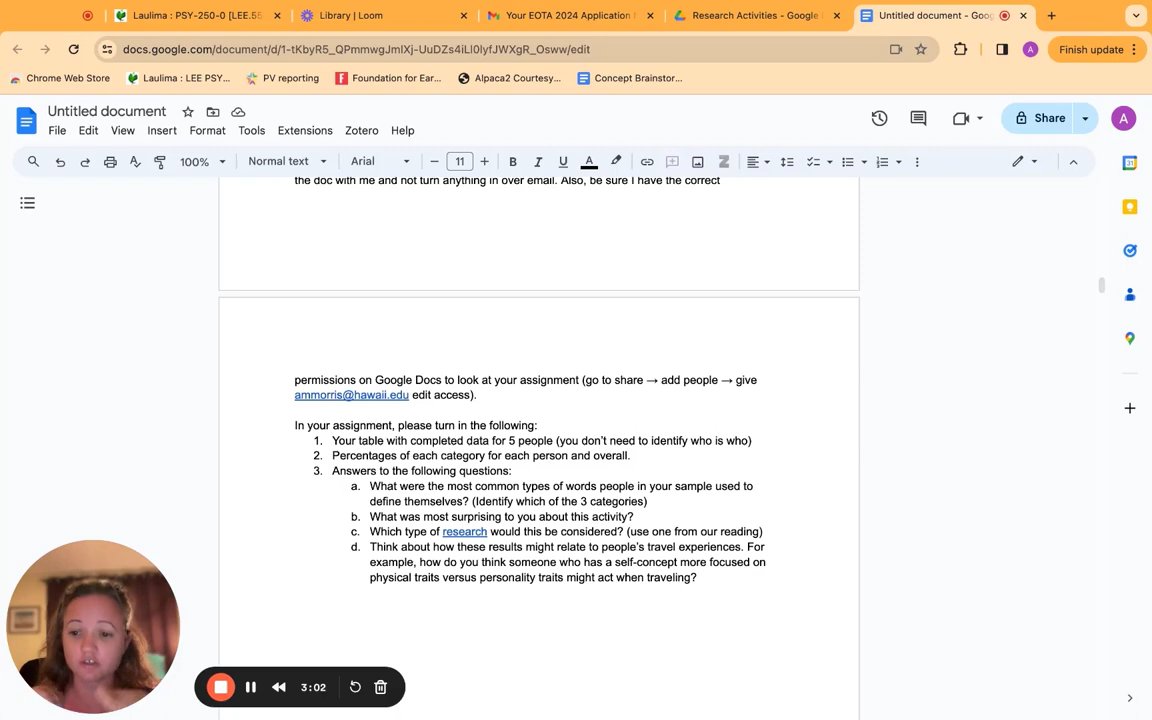 Laulima : PSY-250-0 [LEE.55
Library | Loom
Your EOTA 2024 Application
Research Activities - Google
Untitled document - Goog
docs.google.com/document/d/1-tKbyR5_QPmmwgJmlXj-UuDZs4iLl0lyfJWXgR_Osww/edit
A
Finish update
Chrome Web Store
Laulima : LEE PSY...
PV reporting
Foundation for Ear...
Alpaca2 Courtesy...
Concept Brainstor...
Untitled document
Share
A
File Edit View Insert Format Tools Extensions Zotero Help
100% Normal text Arial 11 B I U A
the doc with me and not turn anything in over email. Also, be sure I have the correct
permissions on Google Docs to look at your assignment (go to share → add people → give
ammorris@hawaii.edu edit access).
In your assignment, please turn in the following:
1. Your table with completed data for 5 people (you don't need to identify who is who)
2. Percentages of each category for each person and overall.
3. Answers to the following questions:
a. What were the most common types of words people in your sample used to
define themselves? (Identify which of the 3 categories)
b. What was most surprising to you about this activity?
c. Which type of research would this be considered? (use one from our reading)
d. Think about how these results might relate to people's travel experiences. For
example, how do you think someone who has a self-concept more focused on
physical traits versus personality traits might act when traveling?
3:02